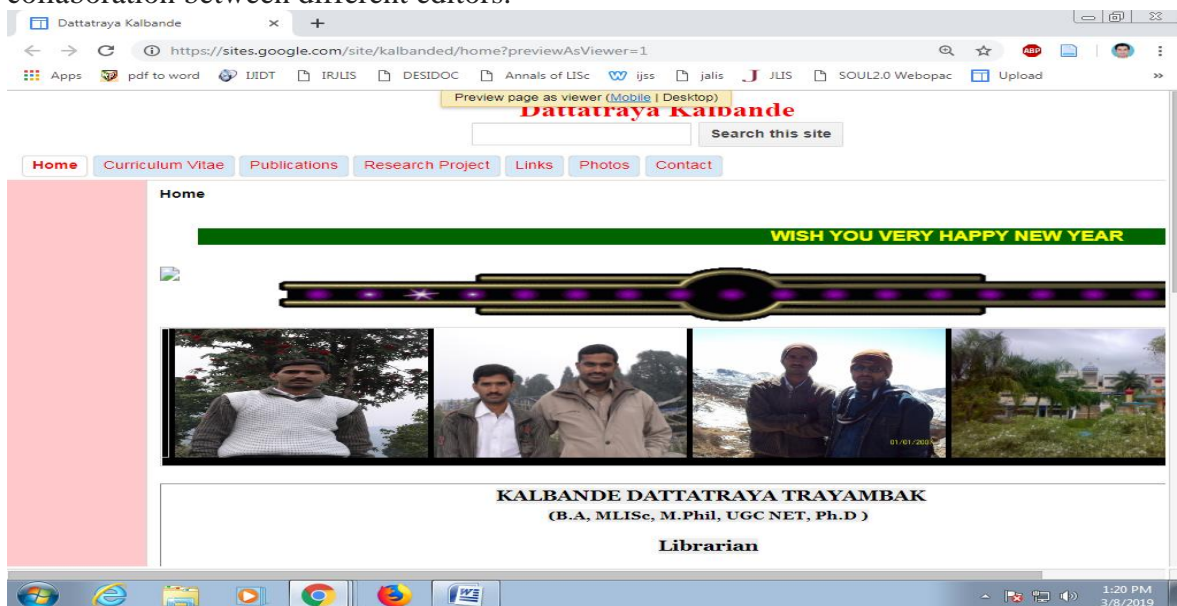 collaboration between different editors.
Dattatraya Kalbande
https://sites.google.com/site/kalbanded/home?previewAsViewer=1
ABP
Apps pdf to word IJIDT IRJLIS DESIDOC Annals of LISc ijss jalis J JLIS SOUL2.0 Webopac Upload »
Preview page as viewer (Mobile | Desktop)
Dattatraya Kalbande
Search this site
Home Curriculum Vitae Publications Research Project Links Photos Contact
Home
WISH YOU VERY HAPPY NEW YEAR
KALBANDE DATTATRAYA TRAYAMBAK
(B.A, MLISc, M.Phil, UGC NET, Ph.D )
Librarian
1:20 PM
3/8/2019